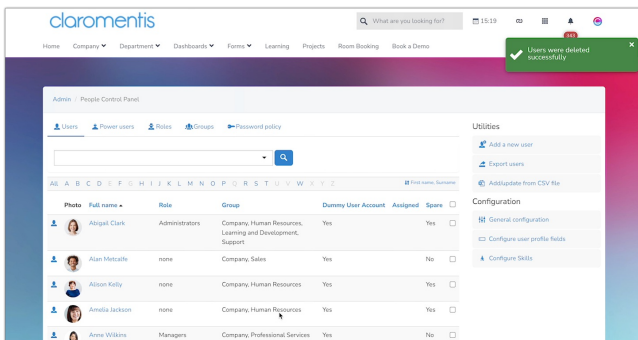 claromentis
What are you looking for?
15:19
343
Home Company Department Dashboards Forms Learning Projects Room Booking Book a Demo
Users were deleted
successfully
×
Admin / People Control Panel
Users Power users Roles Groups Password policy
All A B C D E F G H I J K L M N O P Q R S T U V W X Y Z First name, Surname
Photo Full name Role Group Dummy User Account Assigned Spare
Abigail Clark Administrators Company, Human Resources,
Learning and Development,
Support Yes Yes
Alan Metcalfe none Company, Sales Yes No
Alison Kelly none Company, Human Resources Yes Yes
Amelia Jackson none Company, Human Resources Yes Yes
Anne Wilkins Managers Company, Professional Services Yes No
Utilities
Add a new user
Export users
Add/update from CSV file
Configuration
General configuration
Configure user profile fields
Configure Skills